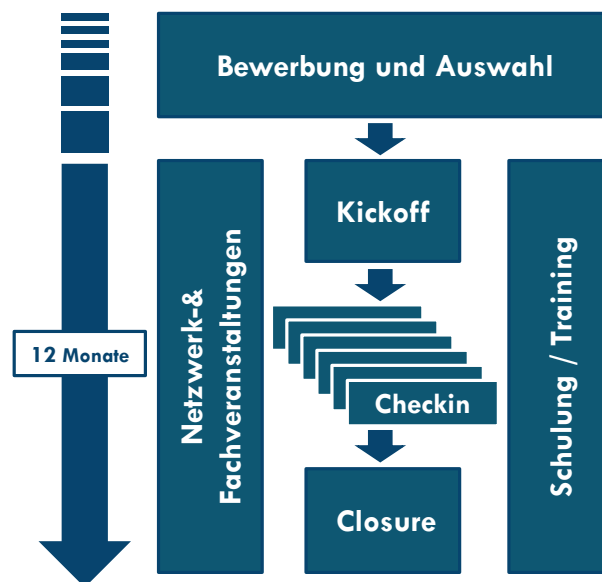 Bewerbung und Auswahl
Kickoff
Netzwerk-&
Fachveranstaltungen
12 Monate
Checkin
Schulung / Training
Closure